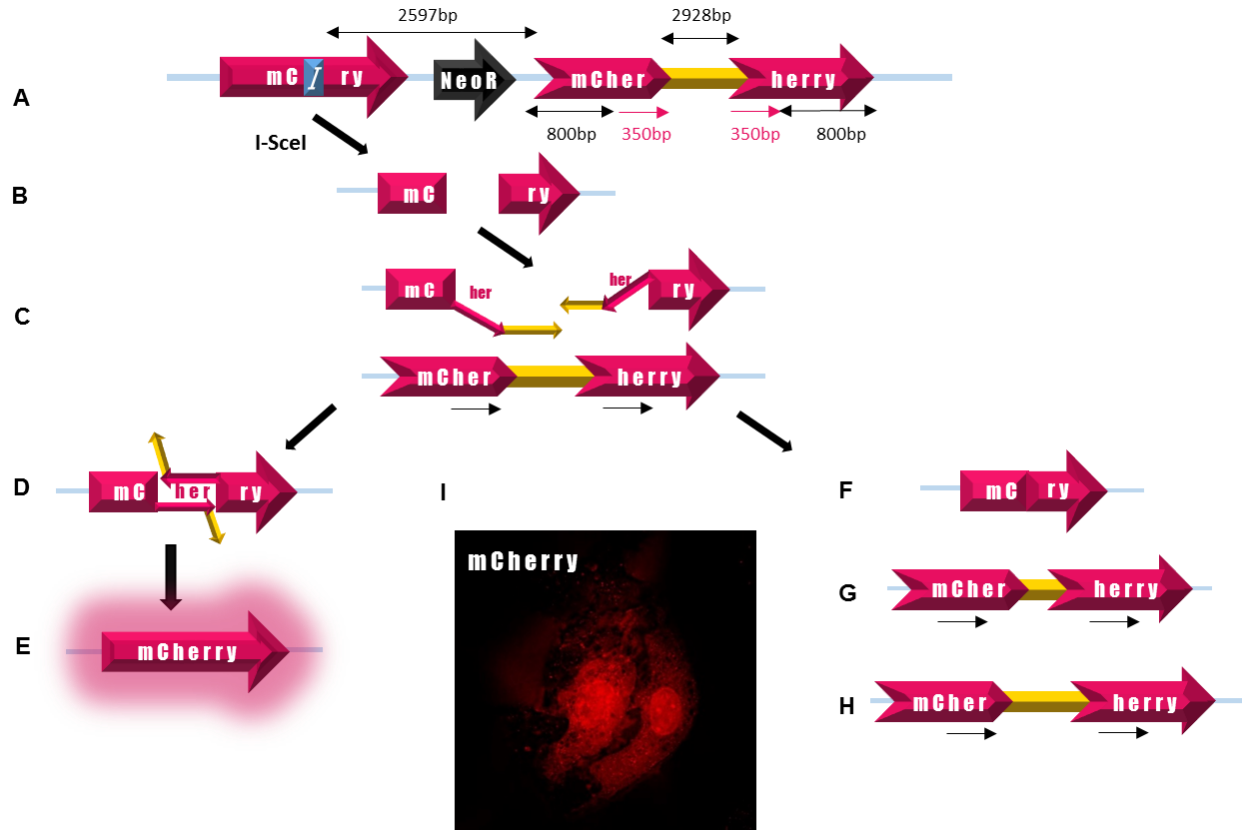 2597bp
2928bp
mC I ry
NeoR
mCher
herry
A
800bp
350bp
350bp
800bp
I-SceI
B
mC
ry
C
mC
her
her
ry
mCher
herry
D
mC
her
ry
I
F
mC
ry
mCherry
G
mCher
herry
E
mCherry
H
mCher
herry